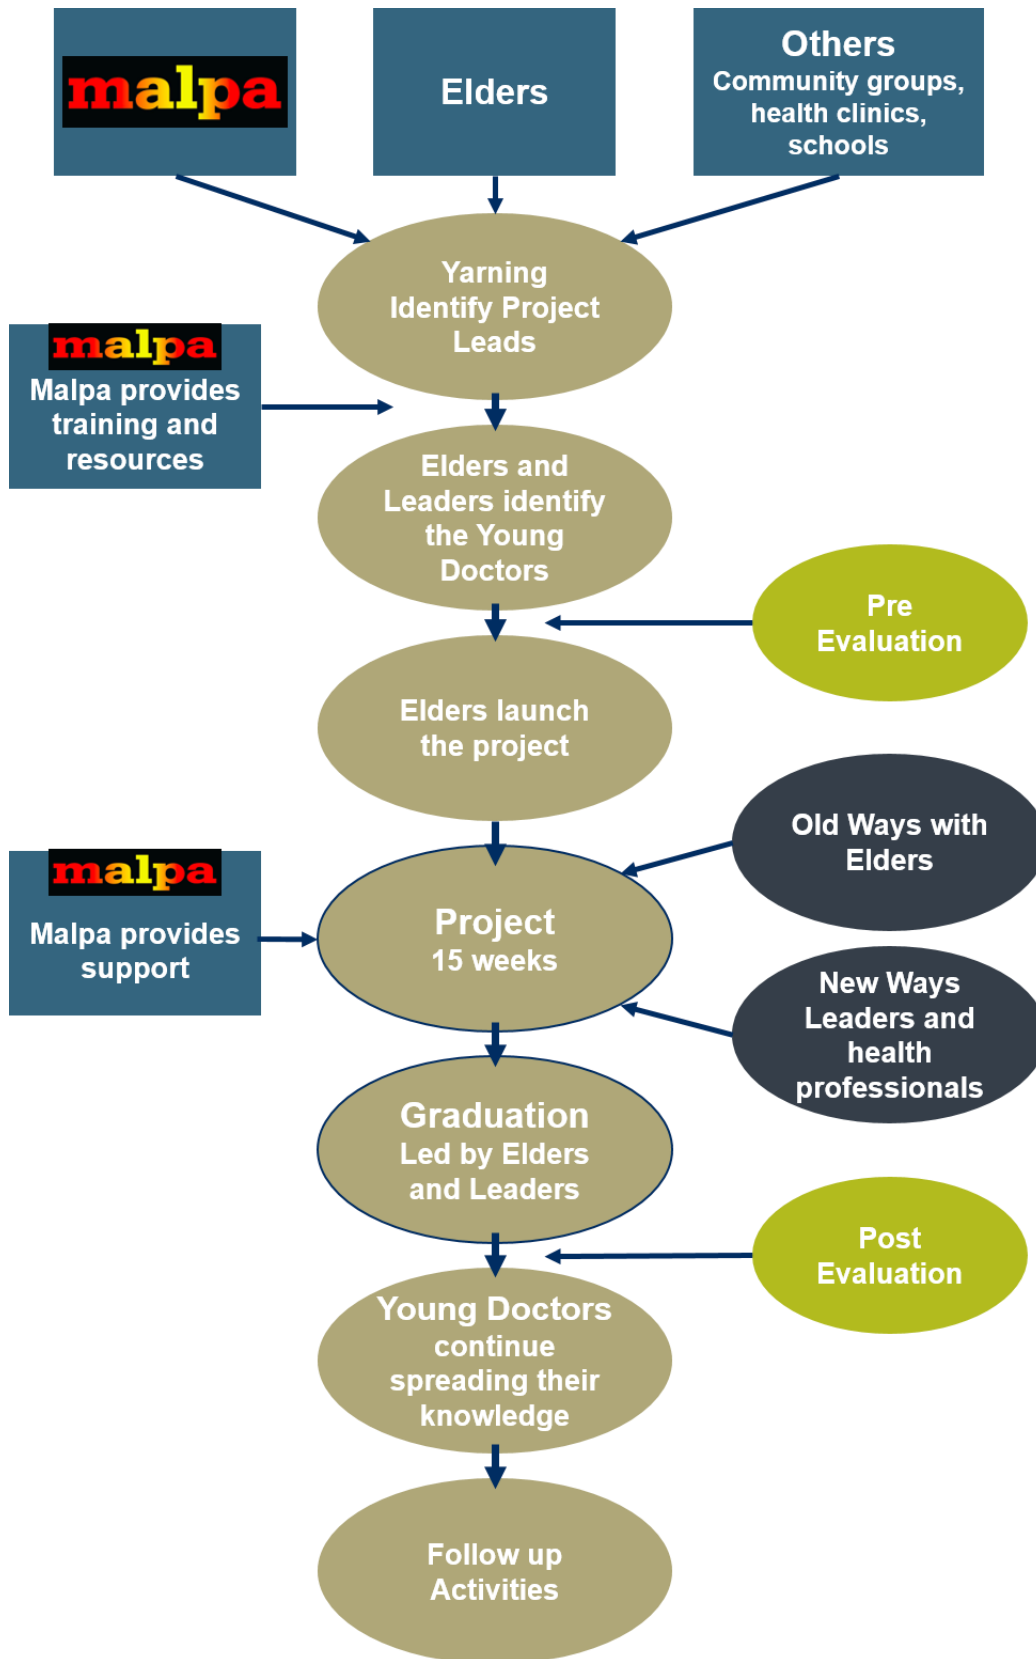 malpa
Elders
Others
Community groups,
health clinics,
schools
Yarning
Identify Project
Leads
malpa
Malpa provides
training and
resources
Elders and
Leaders identify
the Young
Doctors
Pre
Evaluation
Elders launch
the project
Old Ways with
Elders
malpa
Malpa provides
support
Project
15 weeks
New Ways
Leaders and
health
professionals
Graduation
Led by Elders
and Leaders
Post
Evaluation
Young Doctors
continue
spreading their
knowledge
Follow up
Activities